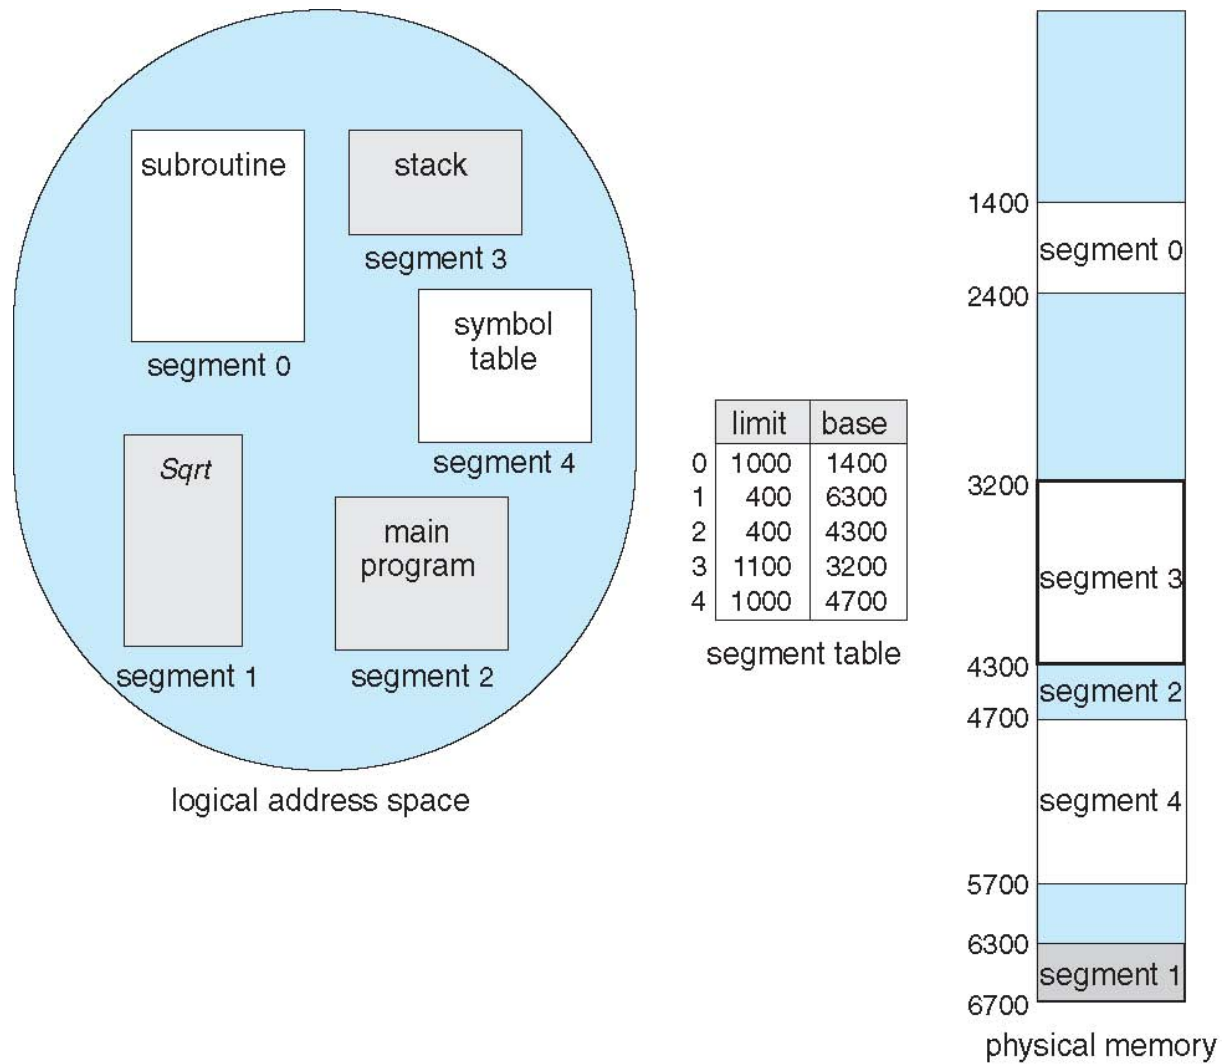 subroutine
stack
segment 3
symbol
table
segment 0
segment 4
Sqrt
main
program
segment 1
segment 2
logical address space
limit base
0 1000 1400
1 400 6300
2 400 4300
3 1100 3200
4 1000 4700
segment table
1400
segment 0
2400
3200
segment 3
4300
segment 2
4700
segment 4
5700
6300
segment 1
6700
physical memory